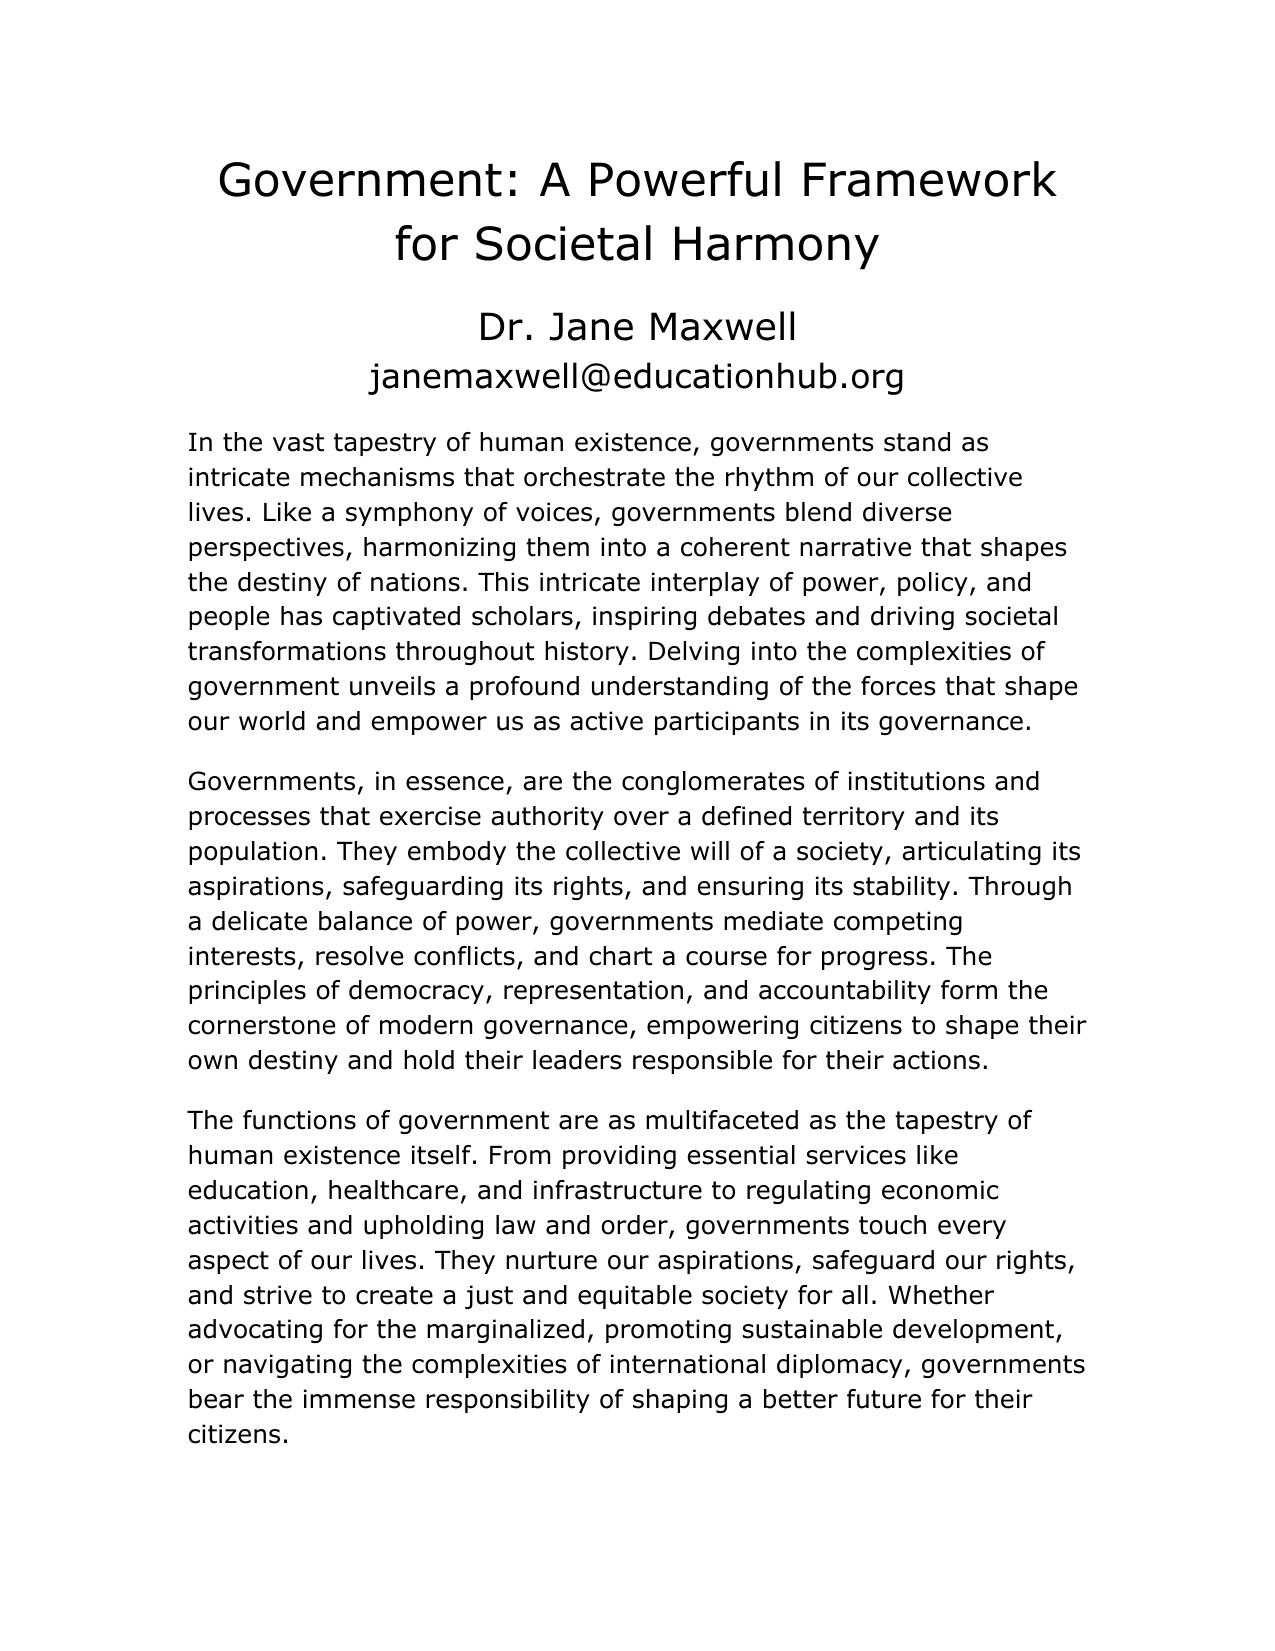 Government: A Powerful Framework
for Societal Harmony
Dr. Jane Maxwell
janemaxwell@educationhub.org
In the vast tapestry of human existence, governments stand as
intricate mechanisms that orchestrate the rhythm of our collective
lives. Like a symphony of voices, governments blend diverse
perspectives, harmonizing them into a coherent narrative that shapes
the destiny of nations. This intricate interplay of power, policy, and
people has captivated scholars, inspiring debates and driving societal
transformations throughout history. Delving into the complexities of
government unveils a profound understanding of the forces that shape
our world and empower us as active participants in its governance.
Governments, in essence, are the conglomerates of institutions and
processes that exercise authority over a defined territory and its
population. They embody the collective will of a society, articulating its
aspirations, safeguarding its rights, and ensuring its stability. Through
a delicate balance of power, governments mediate competing
interests, resolve conflicts, and chart a course for progress. The
principles of democracy, representation, and accountability form the
cornerstone of modern governance, empowering citizens to shape their
own destiny and hold their leaders responsible for their actions.
The functions of government are as multifaceted as the tapestry of
human existence itself. From providing essential services like
education, healthcare, and infrastructure to regulating economic
activities and upholding law and order, governments touch every
aspect of our lives. They nurture our aspirations, safeguard our rights,
and strive to create a just and equitable society for all. Whether
advocating for the marginalized, promoting sustainable development,
or navigating the complexities of international diplomacy, governments
bear the immense responsibility of shaping a better future for their
citizens.